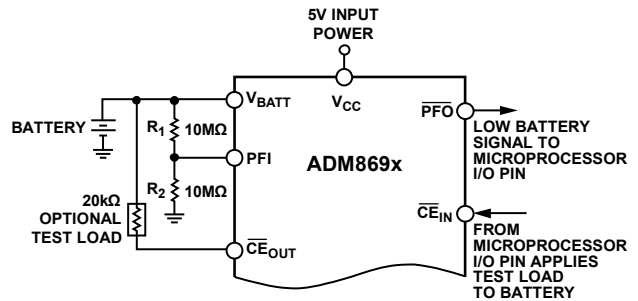 5V INPUT
POWER
VBATT
VCC
PFO
BATTERY
R1
10MΩ
LOW BATTERY
SIGNAL TO
MICROPROCESSOR
I/O PIN
PFI
ADM869x
R2
10MΩ
20kΩ
OPTIONAL
TEST LOAD
CEIN
CEOUT
FROM
MICROPROCESSOR
I/O PIN APPLIES
TEST LOAD
TO BATTERY